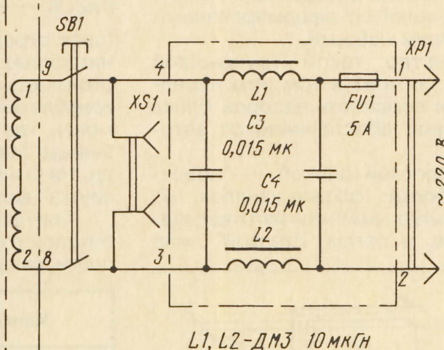 SB1
XP1
9
4
1
1
L1
XS1
C3
FU1
0,015 мк
5 А
C4
0,015 мк
~220 В
L2
2
8
3
2
L1, L2-ДМ3 10 мкГн